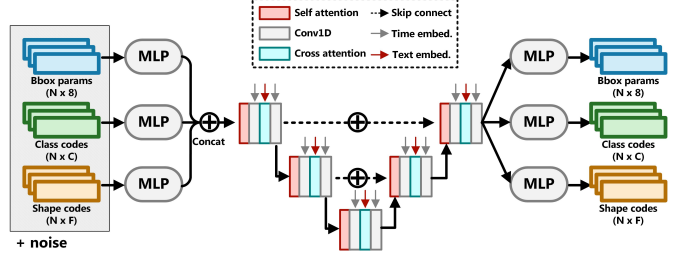 Self attention
Skip connect
Conv1D
Time embed.
Cross attention
Text embed.
Bbox params
(N x 8)
MLP
MLP
Bbox params
(N x 8)
Class codes
(N x C)
MLP
Concat
MLP
Class codes
(N x C)
Shape codes
(N x F)
MLP
MLP
Shape codes
(N x F)
+ noise